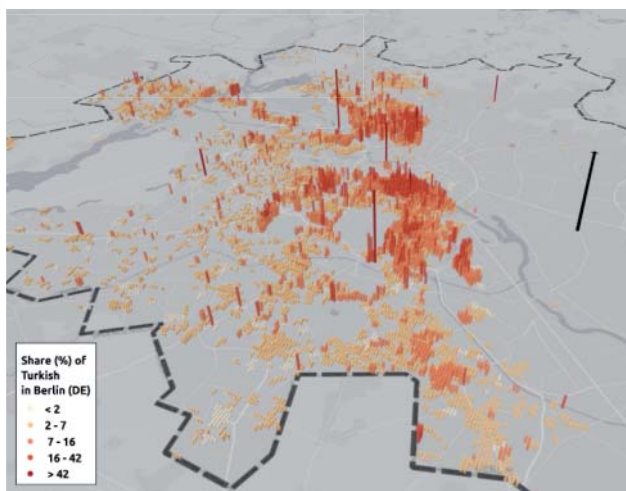 Share (%) of
Turkish
in Berlin (DE)
< 2
2 - 7
7 - 16
16 - 42
> 42